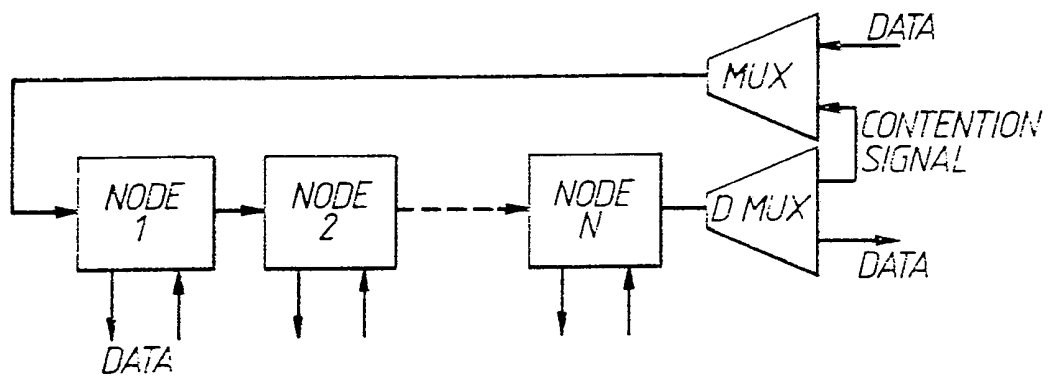 DATA
MUX
CONTENTION
SIGNAL
NODE
1
NODE
2
NODE
N
D MUX
DATA
DATA